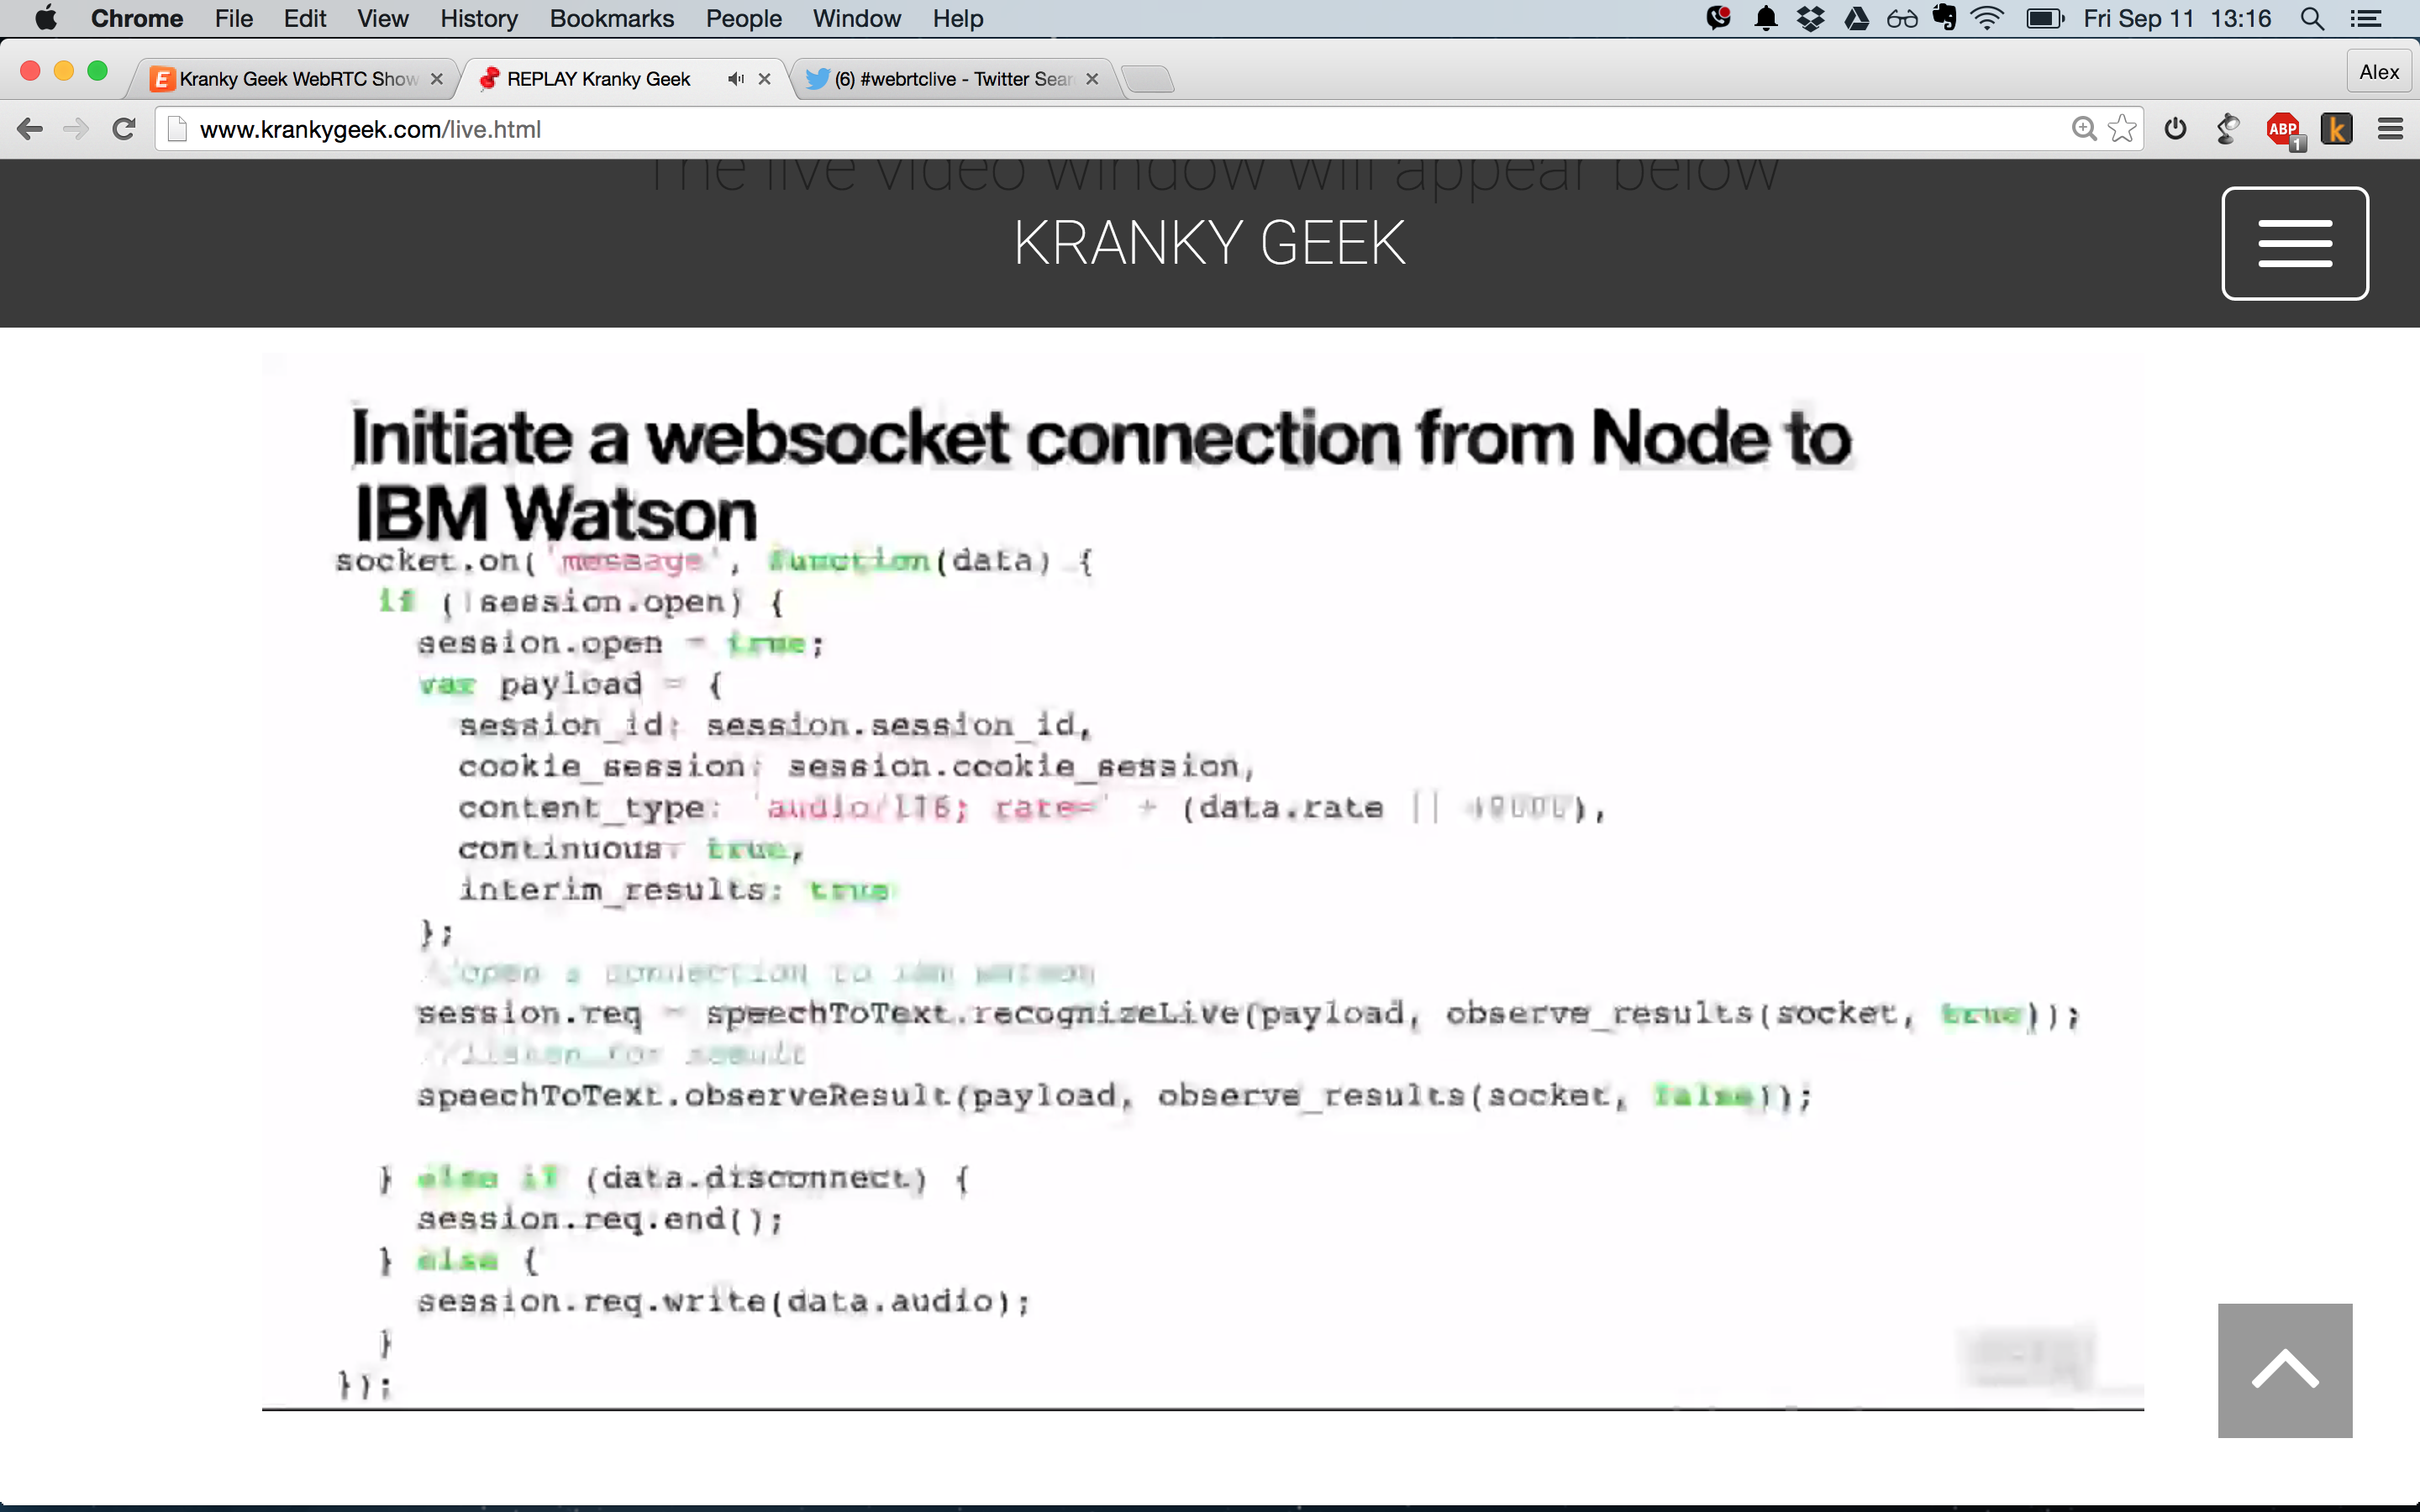 Chrome File Edit View History Bookmarks People Window Help Fri Sep 11 13:16
Kranky Geek WebRTC Show REPLAY Kranky Geek (6) #webrtclive - Twitter Sear Alex
www.krankygeek.com/live.html ABP 1 k
The live video window will appear below
KRANKY GEEK
Initiate a websocket connection from Node to
IBM Watson
socket.on('message', function(data) {
if (!session.open) {
session.open = true;
var payload = {
session_id: session.session_id,
cookie_session: session.cookie_session,
content_type: 'audio/l16; rate=' + (data.rate || 48000),
continuous: true,
interim_results: true
};
//open a connection to ibm watson
session.req = speechToText.recognizeLive(payload, observe_results(socket, true));
//listen for result
speechToText.observeResult(payload, observe_results(socket, false));
} else if (data.disconnect) {
session.req.end();
} else {
session.req.write(data.audio);
}
});